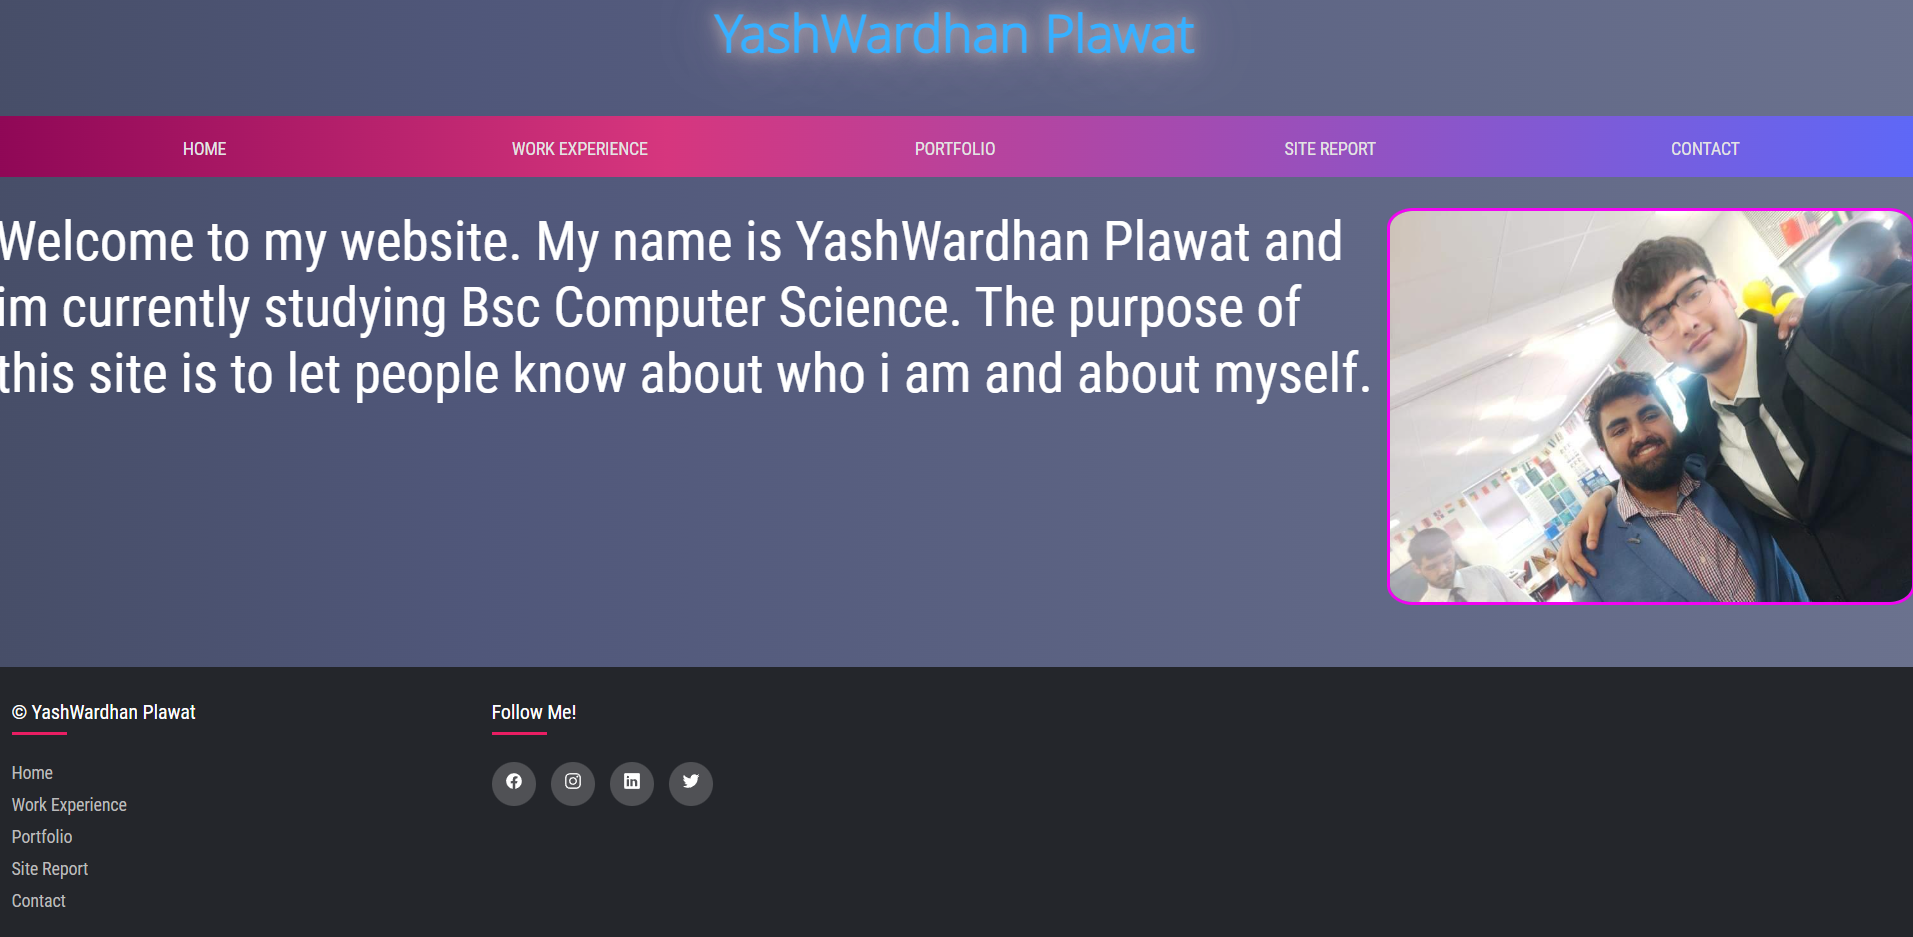 YashWardhan Plawat
HOME WORK EXPERIENCE PORTFOLIO SITE REPORT CONTACT
Welcome to my website. My name is YashWardhan Plawat and
im currently studying Bsc Computer Science. The purpose of
this site is to let people know about who i am and about myself.
© YashWardhan Plawat
Home
Work Experience
Portfolio
Site Report
Contact
Follow Me!